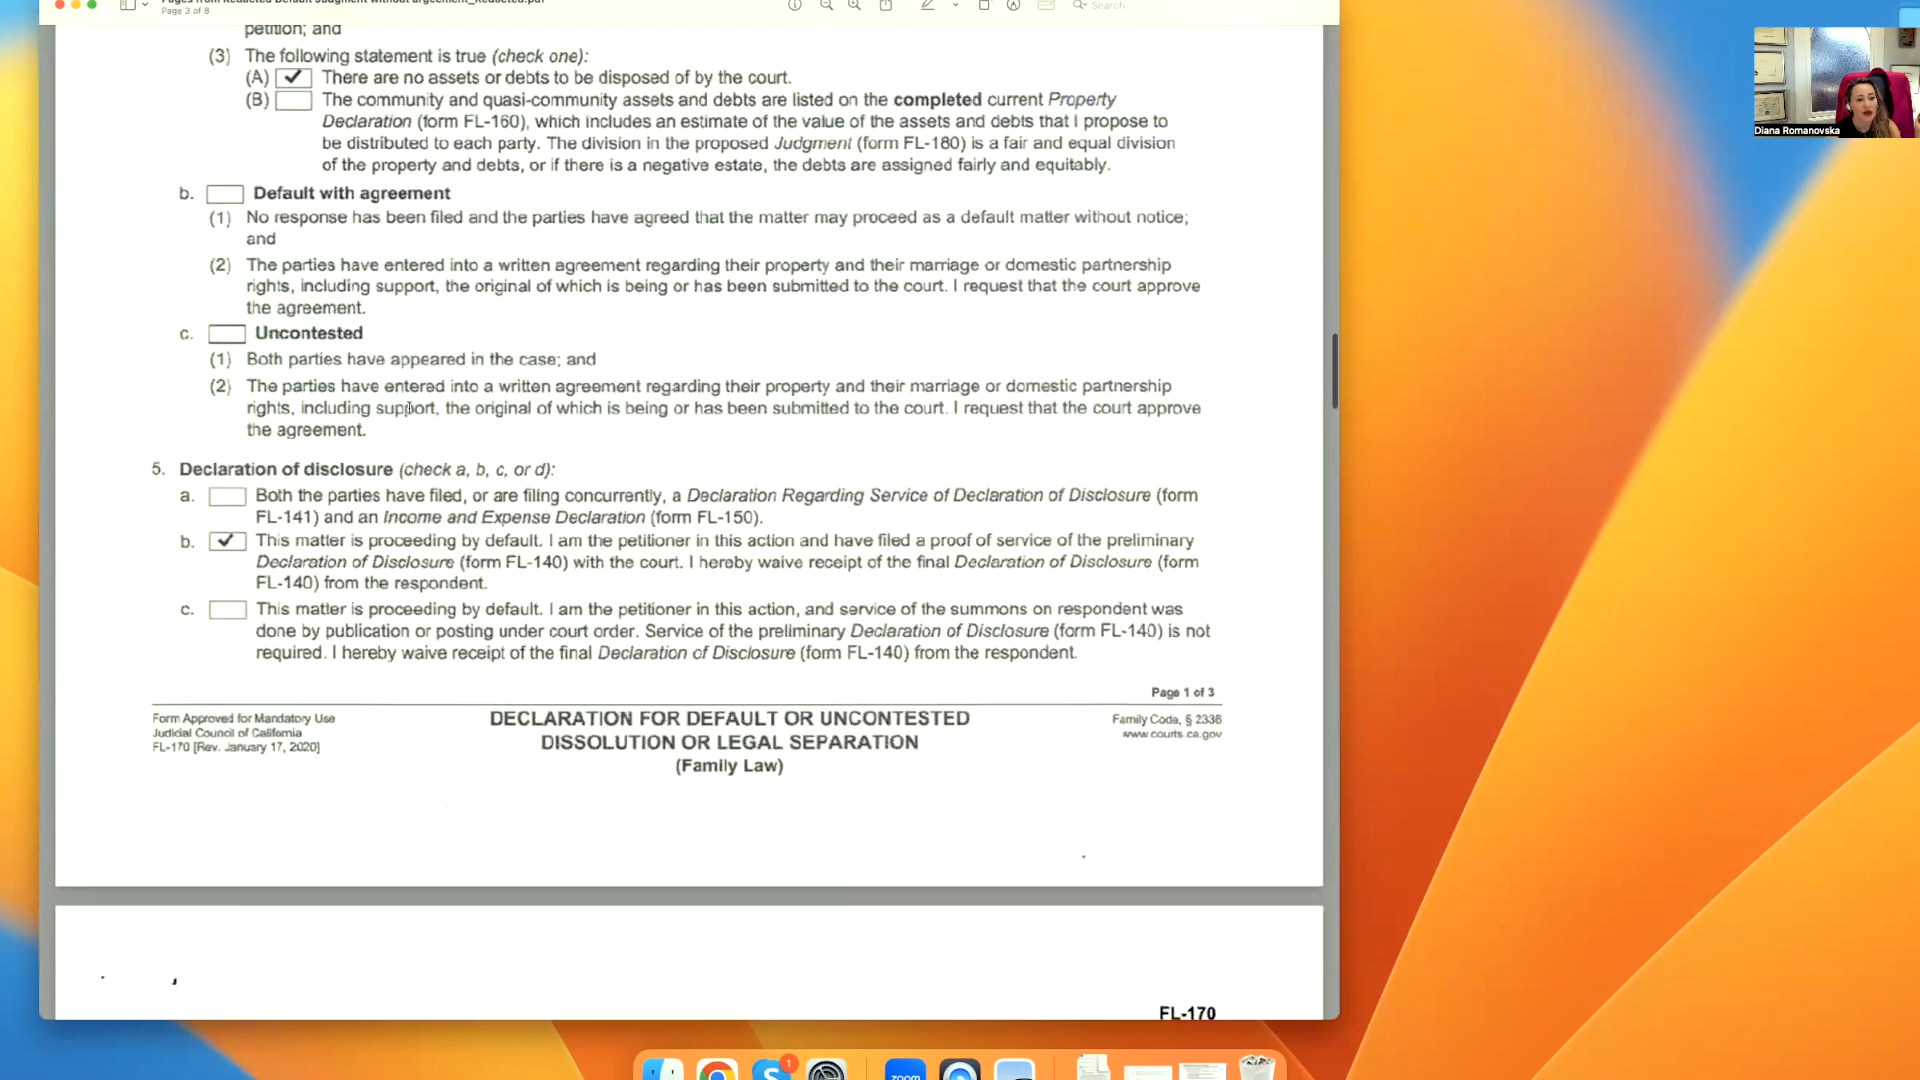 Pages from Redacted Default Judgment without argeement_Redacted.pdf
Page 3 of 8
Search
petition; and
(3) The following statement is true (check one):
(A) ✓ There are no assets or debts to be disposed of by the court.
(B) The community and quasi-community assets and debts are listed on the completed current Property
Declaration (form FL-160), which includes an estimate of the value of the assets and debts that I propose to
be distributed to each party. The division in the proposed Judgment (form FL-180) is a fair and equal division
of the property and debts, or if there is a negative estate, the debts are assigned fairly and equitably.
b. Default with agreement
(1) No response has been filed and the parties have agreed that the matter may proceed as a default matter without notice;
and
(2) The parties have entered into a written agreement regarding their property and their marriage or domestic partnership
rights, including support, the original of which is being or has been submitted to the court. I request that the court approve
the agreement.
c. Uncontested
(1) Both parties have appeared in the case; and
(2) The parties have entered into a written agreement regarding their property and their marriage or domestic partnership
rights, including support, the original of which is being or has been submitted to the court. I request that the court approve
the agreement.
5. Declaration of disclosure (check a, b, c, or d):
a. Both the parties have filed, or are filing concurrently, a Declaration Regarding Service of Declaration of Disclosure (form
FL-141) and an Income and Expense Declaration (form FL-150).
b. ✓ This matter is proceeding by default. I am the petitioner in this action and have filed a proof of service of the preliminary
Declaration of Disclosure (form FL-140) with the court. I hereby waive receipt of the final Declaration of Disclosure (form
FL-140) from the respondent.
c. This matter is proceeding by default. I am the petitioner in this action, and service of the summons on respondent was
done by publication or posting under court order. Service of the preliminary Declaration of Disclosure (form FL-140) is not
required. I hereby waive receipt of the final Declaration of Disclosure (form FL-140) from the respondent.
Page 1 of 3
Form Approved for Mandatory Use
Judicial Council of California
FL-170 [Rev. January 17, 2020]
DECLARATION FOR DEFAULT OR UNCONTESTED
DISSOLUTION OR LEGAL SEPARATION
(Family Law)
Family Code, § 2336
www.courts.ca.gov
FL-170
Diana Romanovska
1
zoom